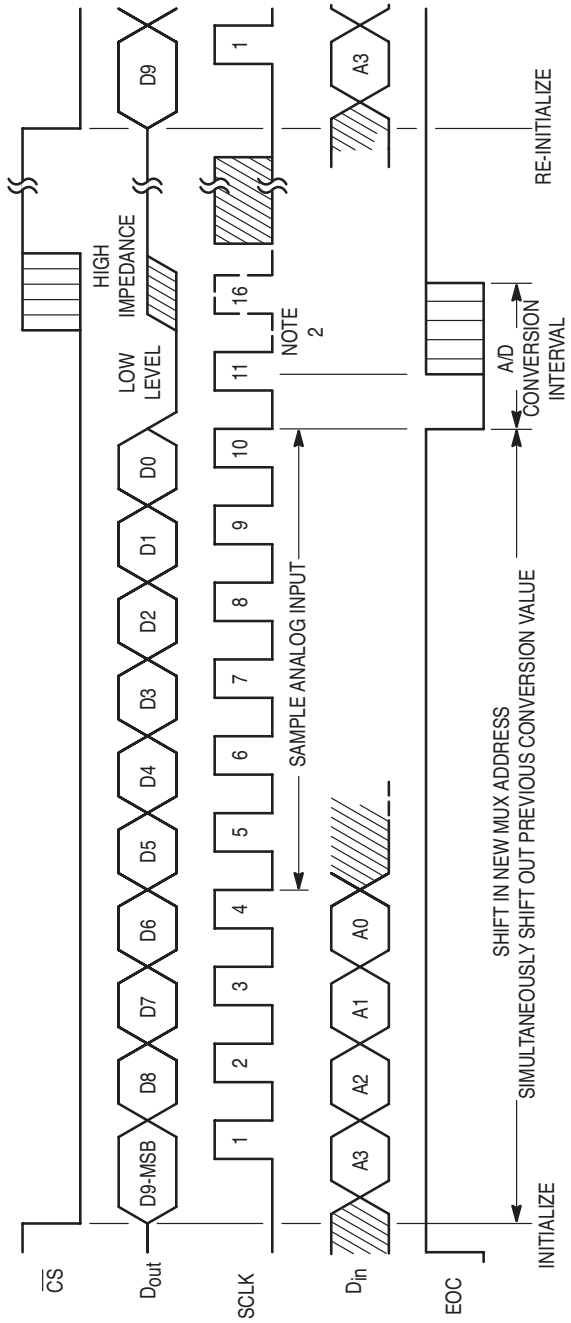 CS
HIGH
IMPEDANCE
LOW
LEVEL
Dout
D9-MSB D8 D7 D6 D5 D4 D3 D2 D1 D0 D9
SCLK
1 2 3 4 5 6 7 8 9 10 11 16 1
SAMPLE ANALOG INPUT
NOTE
2
Din
A3 A2 A1 A0 A3
EOC
SHIFT IN NEW MUX ADDRESS
SIMULTANEOUSLY SHIFT OUT PREVIOUS CONVERSION VALUE
A/D
CONVERSION
INTERVAL
INITIALIZE
RE-INITIALIZE